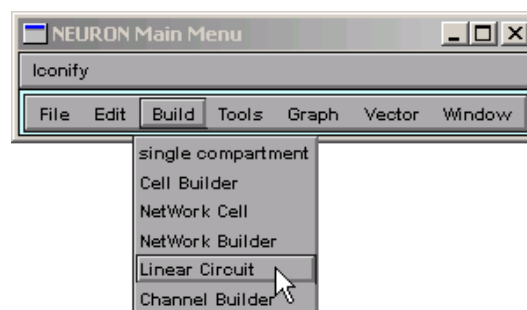 NEURON Main Menu
Iconify
File Edit Build Tools Graph Vector Window
single compartment
Cell Builder
NetWork Cell
NetWork Builder
Linear Circuit
Channel Builder